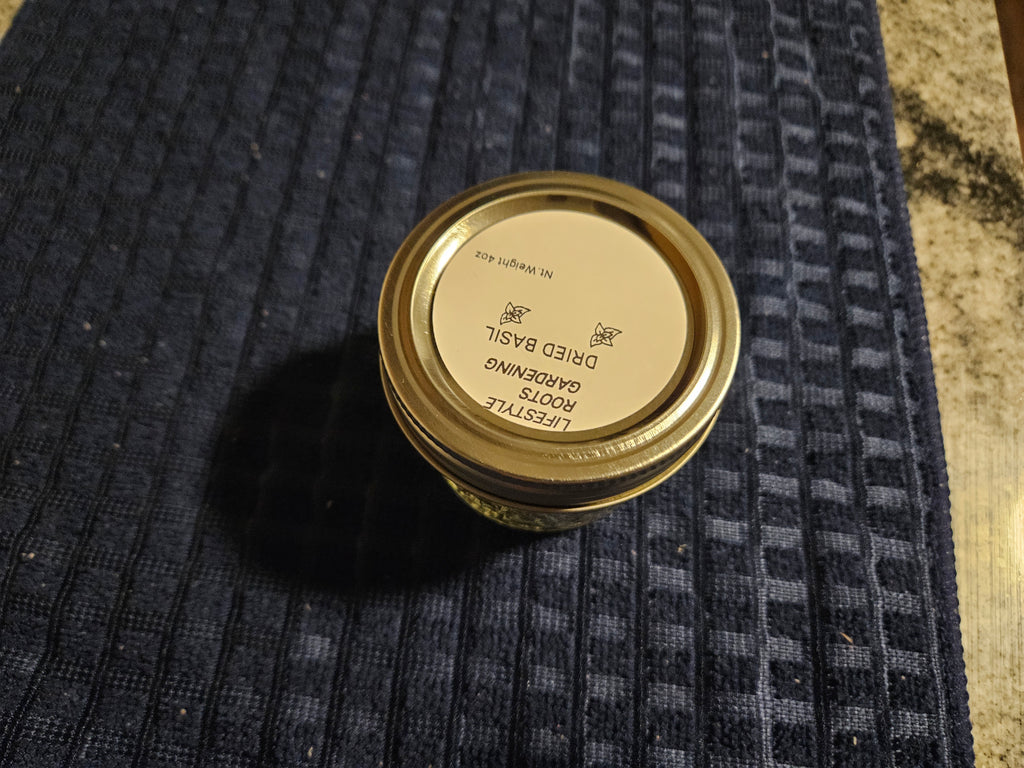 LIFESTYLE
ROOTS
GARDENING
DRIED BASIL
Nt.Weight 4oz